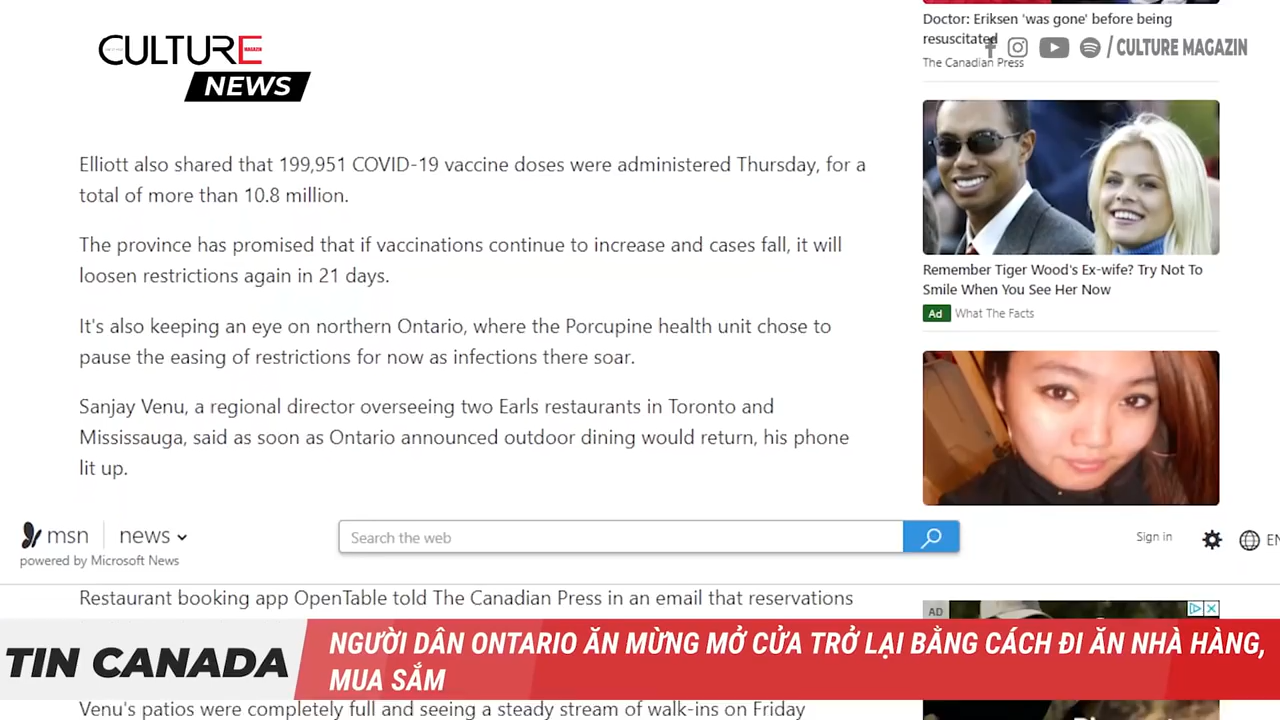 CULTURE
NEWS
/ CULTURE MAGAZIN
Doctor: Eriksen 'was gone' before being
resuscitated
The Canadian Press
Elliott also shared that 199,951 COVID-19 vaccine doses were administered Thursday, for a
total of more than 10.8 million.
The province has promised that if vaccinations continue to increase and cases fall, it will
loosen restrictions again in 21 days.
It's also keeping an eye on northern Ontario, where the Porcupine health unit chose to
pause the easing of restrictions for now as infections there soar.
Sanjay Venu, a regional director overseeing two Earls restaurants in Toronto and
Mississauga, said as soon as Ontario announced outdoor dining would return, his phone
lit up.
Remember Tiger Wood's Ex-wife? Try Not To
Smile When You See Her Now
Ad What The Facts
msn news
powered by Microsoft News
Search the web
Sign in
EN
Restaurant booking app OpenTable told The Canadian Press in an email that reservations
AD
TIN CANADA
NGƯỜI DÂN ONTARIO ĂN MỪNG MỞ CỬA TRỞ LẠI BẰNG CÁCH ĐI ĂN NHÀ HÀNG,
MUA SẮM
Venu's patios were completely full and seeing a steady stream of walk-ins on Friday